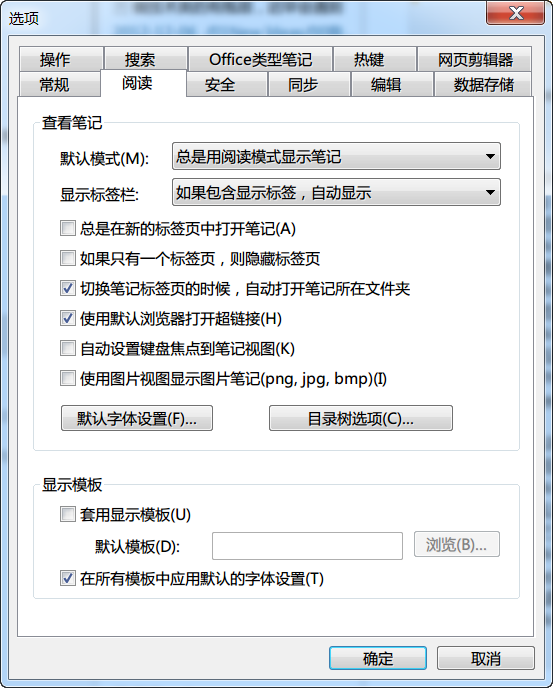 选项
操作 搜索 Office类型笔记 热键 网页剪辑器
常规 阅读 安全 同步 编辑 数据存储
查看笔记
默认模式(M): 总是用阅读模式显示笔记
显示标签栏: 如果包含显示标签，自动显示
总是在新的标签页中打开笔记(A)
如果只有一个标签页，则隐藏标签页
切换笔记标签页的时候，自动打开笔记所在文件夹
使用默认浏览器打开超链接(H)
自动设置键盘焦点到笔记视图(K)
使用图片视图显示图片笔记(png, jpg, bmp)(I)
默认字体设置(F)... 目录树选项(C)...
显示模板
套用显示模板(U)
默认模板(D): 浏览(B)...
在所有模板中应用默认的字体设置(T)
确定 取消